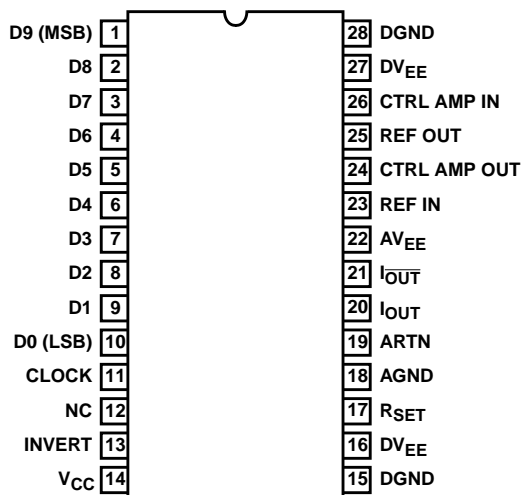 D9 (MSB) 1 28 DGND
D8 2 27 DVEE
D7 3 26 CTRL AMP IN
D6 4 25 REF OUT
D5 5 24 CTRL AMP OUT
D4 6 23 REF IN
D3 7 22 AVEE
D2 8 21 I̅O̅U̅T̅
D1 9 20 IOUT
D0 (LSB) 10 19 ARTN
CLOCK 11 18 AGND
NC 12 17 RSET
INVERT 13 16 DVEE
VCC 14 15 DGND